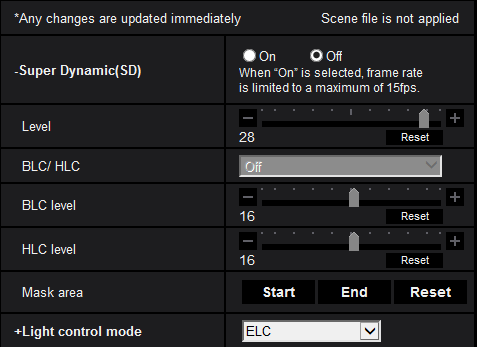 *Any changes are updated immediately
Scene file is not applied
-Super Dynamic(SD)
On Off
When “On” is selected, frame rate
is limited to a maximum of 15fps.
Level
28
Reset
BLC/ HLC
Off
BLC level
16
Reset
HLC level
16
Reset
Mask area
Start End Reset
+Light control mode
ELC